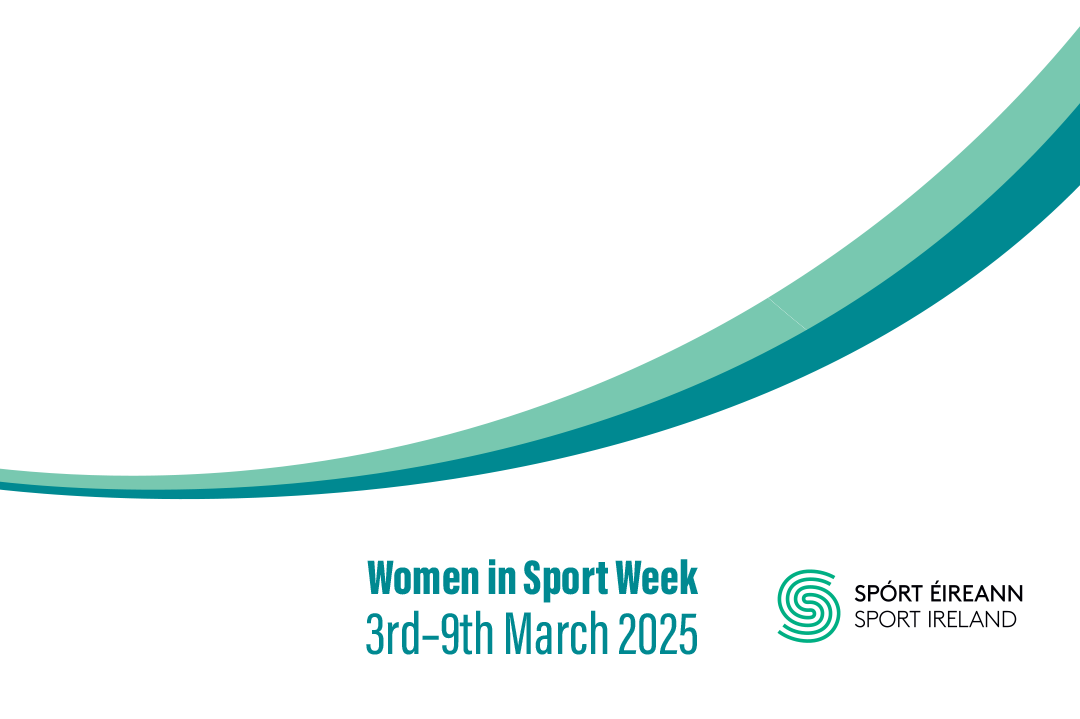 Women in Sport Week
3rd–9th March 2025
SPÓRT ÉIREANN
SPORT IRELAND